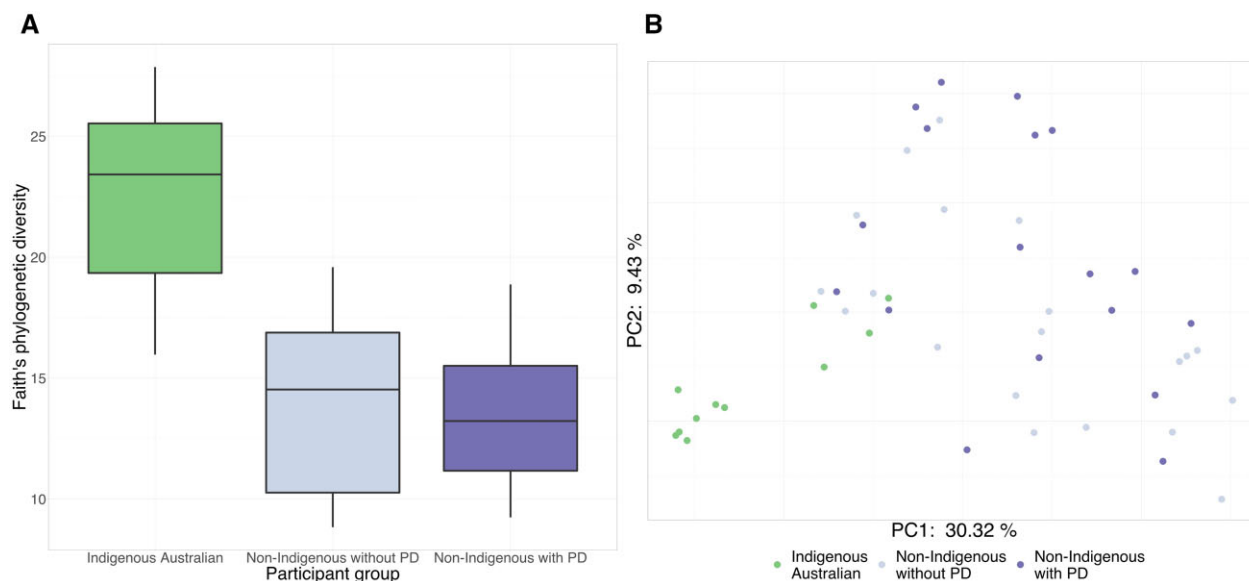 A
Faith's phylogenetic diversity
25
20
15
10
Indigenous Australian
Non-Indigenous without PD
Non-Indigenous with PD
Participant group
B
PC2: 9.43 %
PC1: 30.32 %
Indigenous
Australian
Non-Indigenous
without PD
Non-Indigenous
with PD